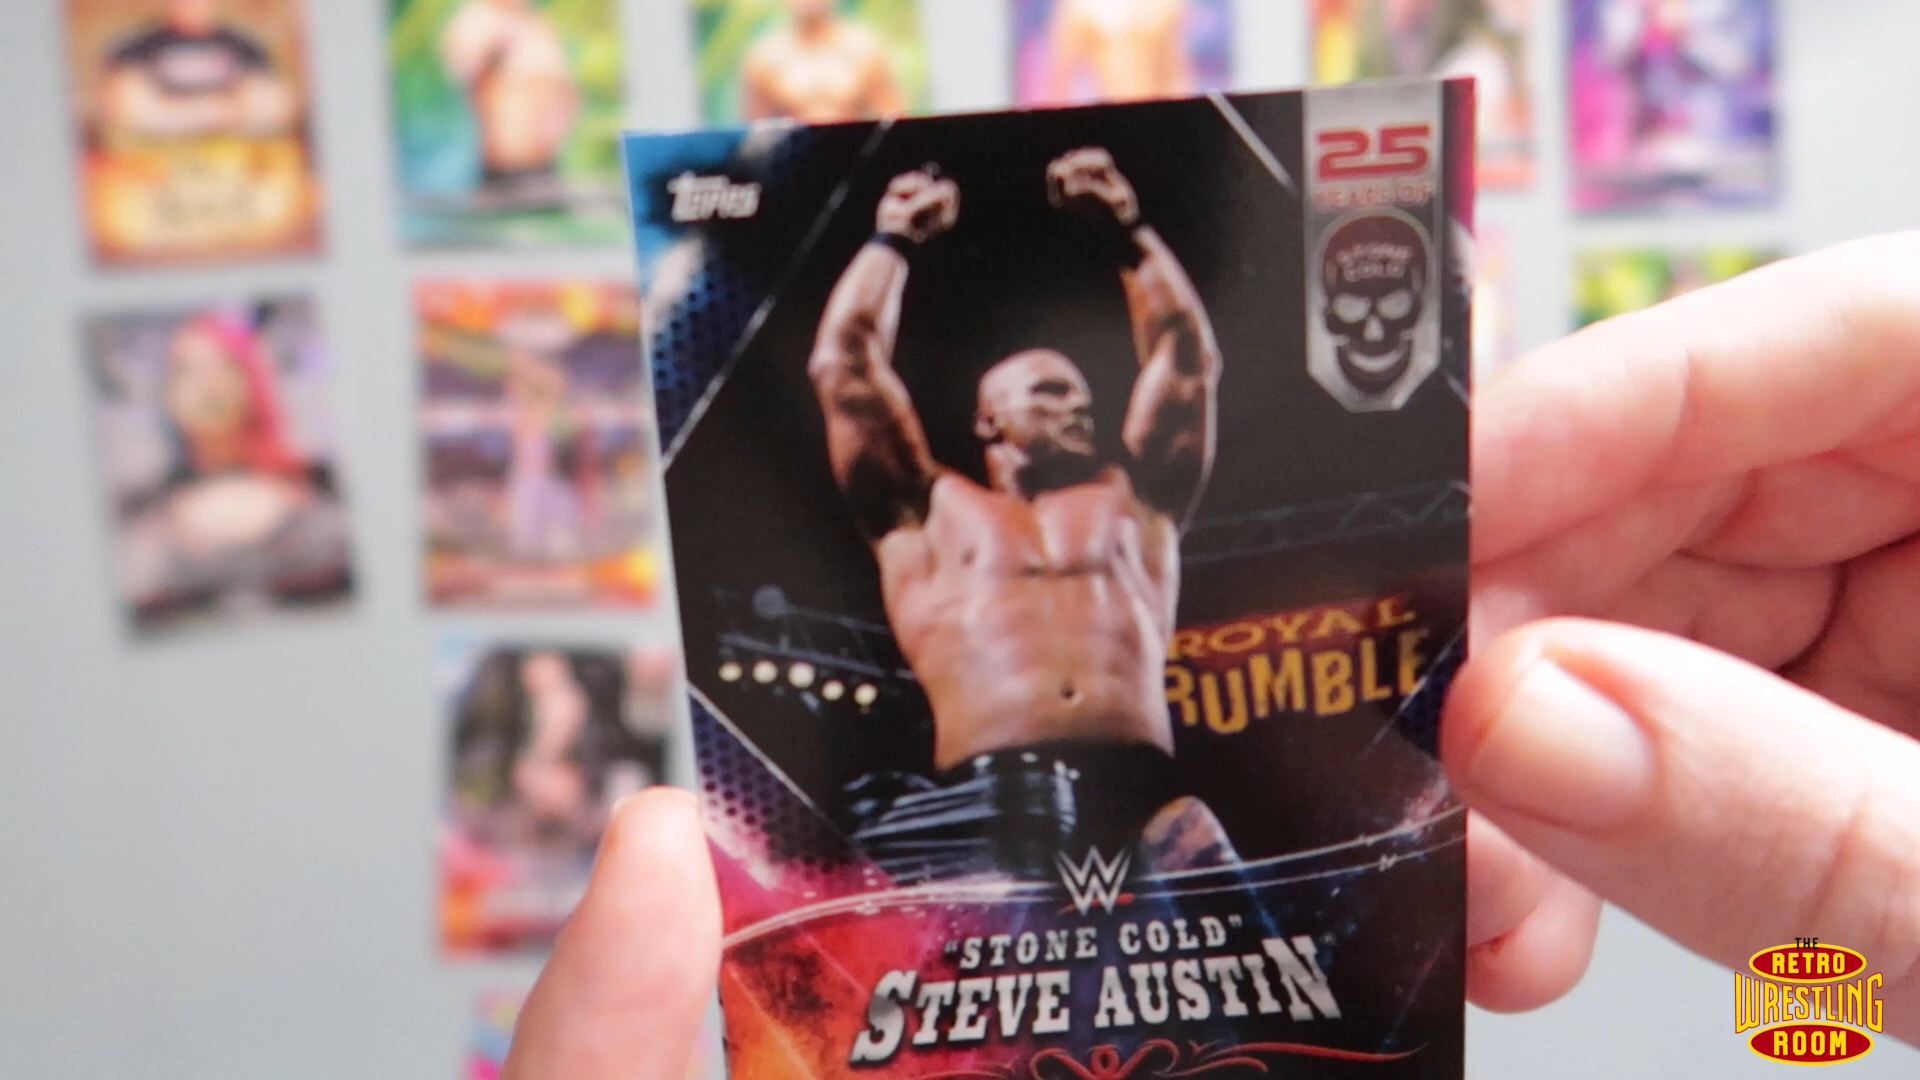 Topps
25
YEARS OF
STONE
COLD
ROYAL
RUMBLE
W
"STONE COLD"
STEVE AUSTIN
THE
RETRO
WRESTLING
ROOM